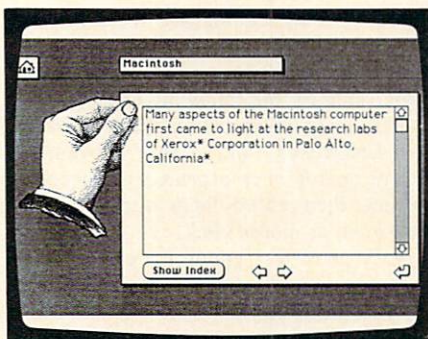 Macintosh
Many aspects of the Macintosh computer
first came to light at the research labs
of Xerox* Corporation in Palo Alto,
California*.
Show Index